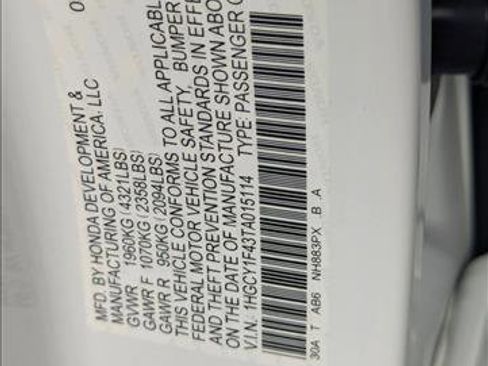 MFD. BY HONDA DEVELOPMENT &
MANUFACTURING OF AMERICA, LLC
GVWR 1960KG (4321LBS)
GAWR F 1070KG (2358LBS)
GAWR R 950KG (2094LBS)
THIS VEHICLE CONFORMS TO ALL APPLICABL
FEDERAL MOTOR VEHICLE SAFETY, BUMPER
AND THEFT PREVENTION STANDARDS IN EFFE
ON THE DATE OF MANUFACTURE SHOWN ABO
V.I.N.: 1HGCY1F43TA015114 TYPE: PASSENGER C
30A T AB6 NH883PX .B .A